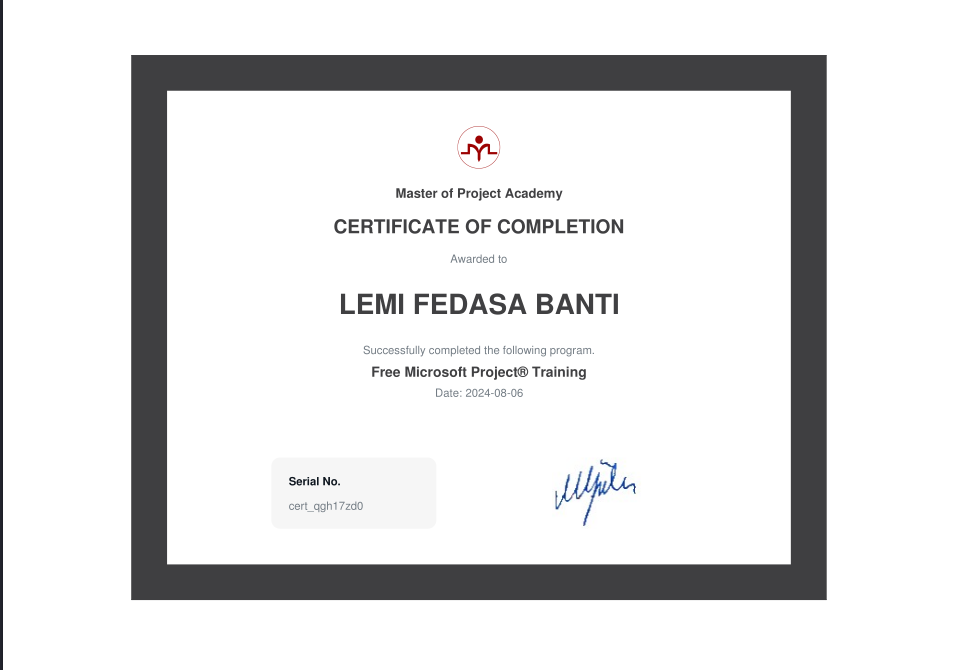 Master of Project Academy
CERTIFICATE OF COMPLETION
Awarded to
LEMI FEDASA BANTI
Successfully completed the following program.
Free Microsoft Project® Training
Date: 2024-08-06
Serial No.
cert_qgh17zd0